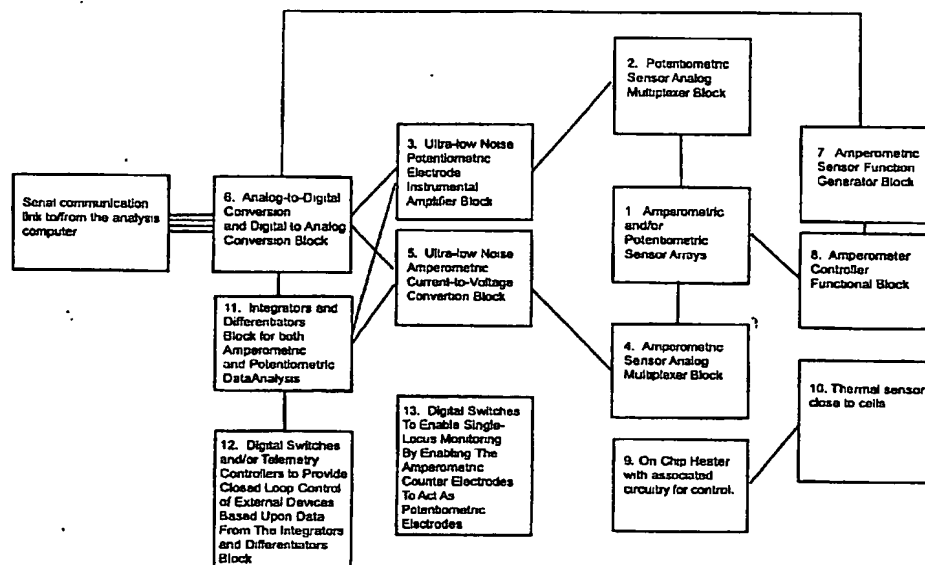 2. Potentiometric
Sensor Analog
Multiplexer Block
3. Ultra-low Noise
Potentiometric
Electrode
Instrumental
Amplifier Block
7 Amperometric
Sensor Function
Generator Block
Serial communication
link to/from the analysis
computer
6. Analog-to-Digital
Conversion
and Digital to Analog
Conversion Block
1 Amperometric
and/or
Potentiometric
Sensor Arrays
5. Ultra-low Noise
Amperometric
Current-to-Voltage
Convertion Block
8. Amperometer
Controller
Functional Block
11. Integrators and
Differentiators
Block for both
Amperometric
and Potentiometric
DataAnalysis
4. Amperometric
Sensor Analog
Multiplexer Block
10. Thermal sensor
close to cells
13. Digital Switches
To Enable Single-
Locus Monitoring
By Enabling The
Amperometric
Counter Electrodes
To Act As
Potentiometric
Electrodes
12. Digital Switches
and/or Telemetry
Controllers to Provide
Closed Loop Control
of External Devices
Based Upon Data
From The Integrators
and Differentiators
Block
9. On Chip Heater
with associated
circuitry for control.